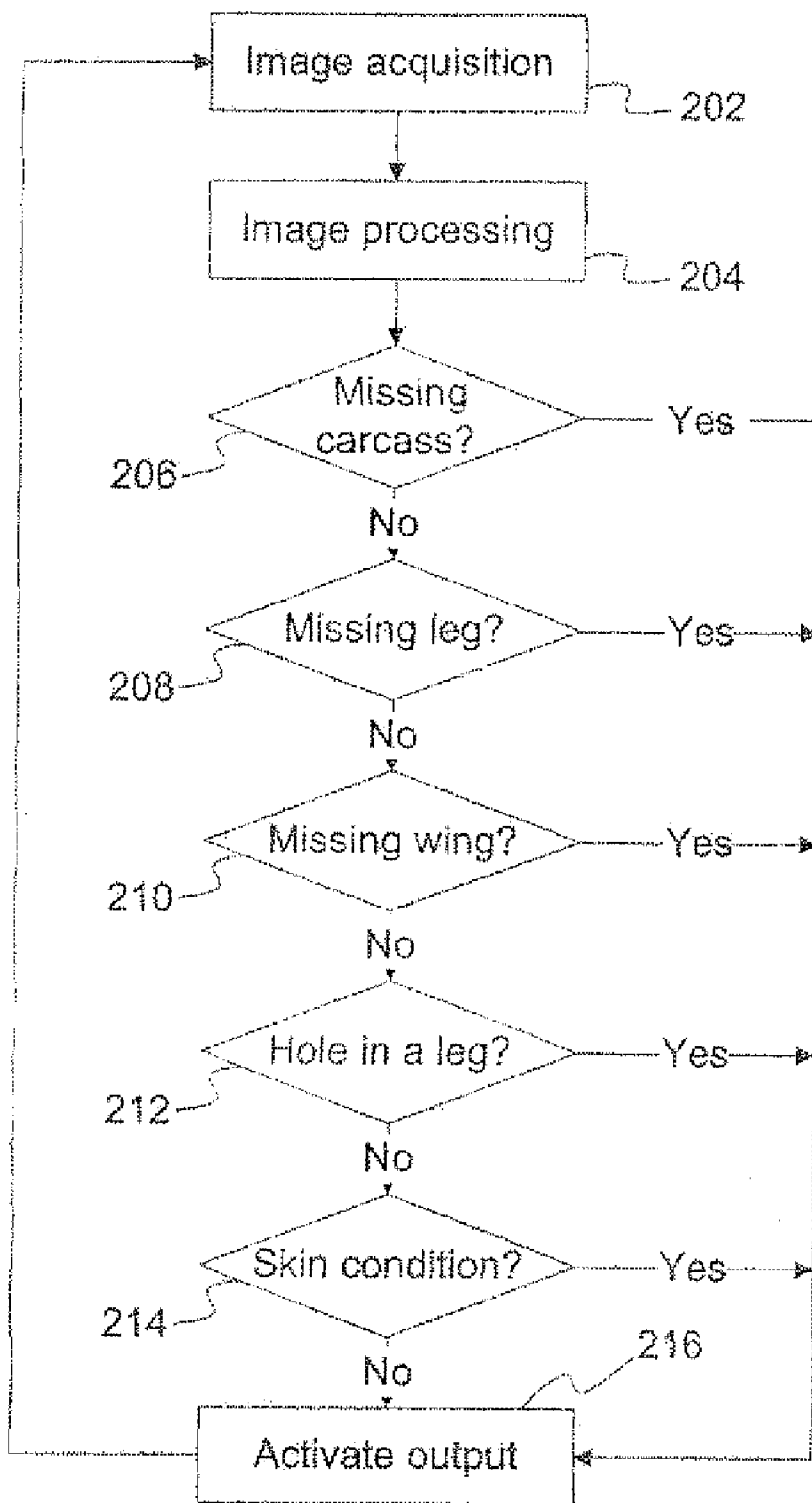 Image acquisition
202
Image processing
204
Missing
carcass?
Yes
206
No
Missing leg?
Yes
208
No
Missing wing?
Yes
210
No
Hole in a leg?
Yes
212
No
Skin condition?
Yes
214
No
216
Activate output